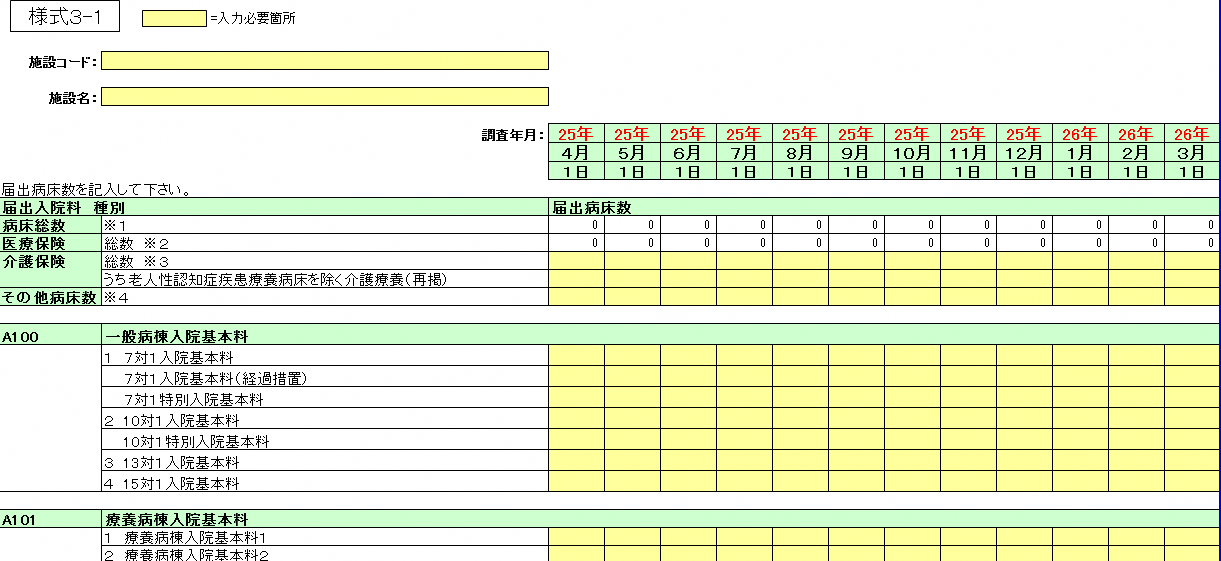 様式3-1
=入力必要箇所
施設コード:
施設名:
調査年月: 25年 25年 25年 25年 25年 25年 25年 25年 25年 26年 26年 26年
4月 5月 6月 7月 8月 9月 10月 11月 12月 1月 2月 3月
1日 1日 1日 1日 1日 1日 1日 1日 1日 1日 1日 1日
届出病床数を記入して下さい。
届出入院料 種別 届出病床数
病床総数 ※1 0 0 0 0 0 0 0 0 0 0 0 0
医療保険 総数 ※2 0 0 0 0 0 0 0 0 0 0 0 0
介護保険 総数 ※3
うち老人性認知症疾患療養病床を除く介護療養(再掲)
その他病床数 ※4
A100 一般病棟入院基本料
1 7対1入院基本料
7対1入院基本料(経過措置)
7対1特別入院基本料
2 10対1入院基本料
10対1特別入院基本料
3 13対1入院基本料
4 15対1入院基本料
A101 療養病棟入院基本料
1 療養病棟入院基本料1
2 療養病棟入院基本料2